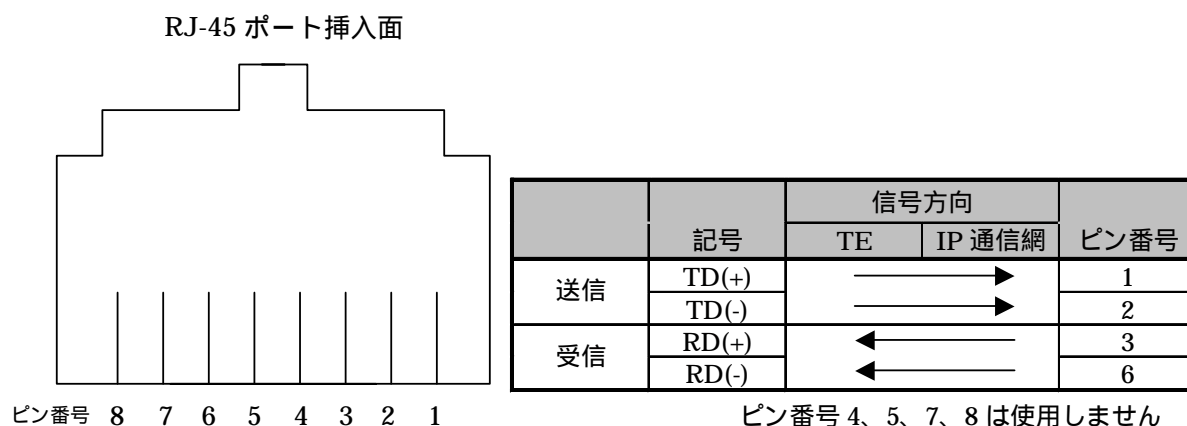 RJ-45 ポート挿入面
信号方向
記号 TE IP 通信網 ピン番号
送信 TD(+) 1
TD(-) 2
受信 RD(+) 3
RD(-) 6
ピン番号 8 7 6 5 4 3 2 1
ピン番号 4、5、7、8 は使用しません